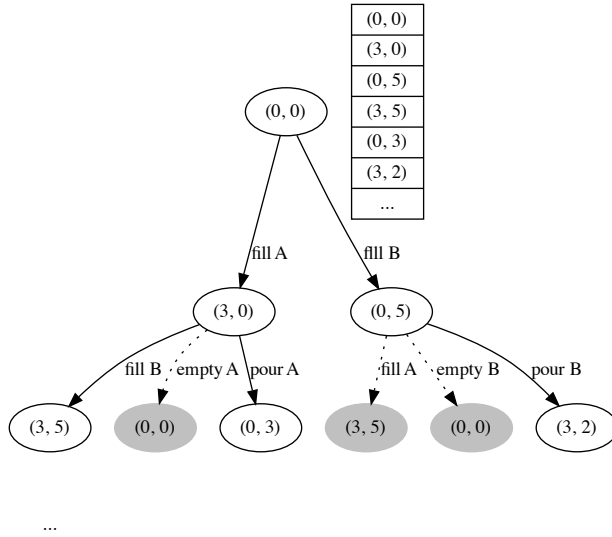 (0, 0)
(3, 0)
(0, 5)
(3, 5)
(0, 3)
(3, 2)
...
(0, 0)
fill A
flll B
(3, 0)
(0, 5)
fill B
empty A
pour A
fill A
empty B
pour B
(3, 5)
(0, 0)
(0, 3)
(3, 5)
(0, 0)
(3, 2)
...